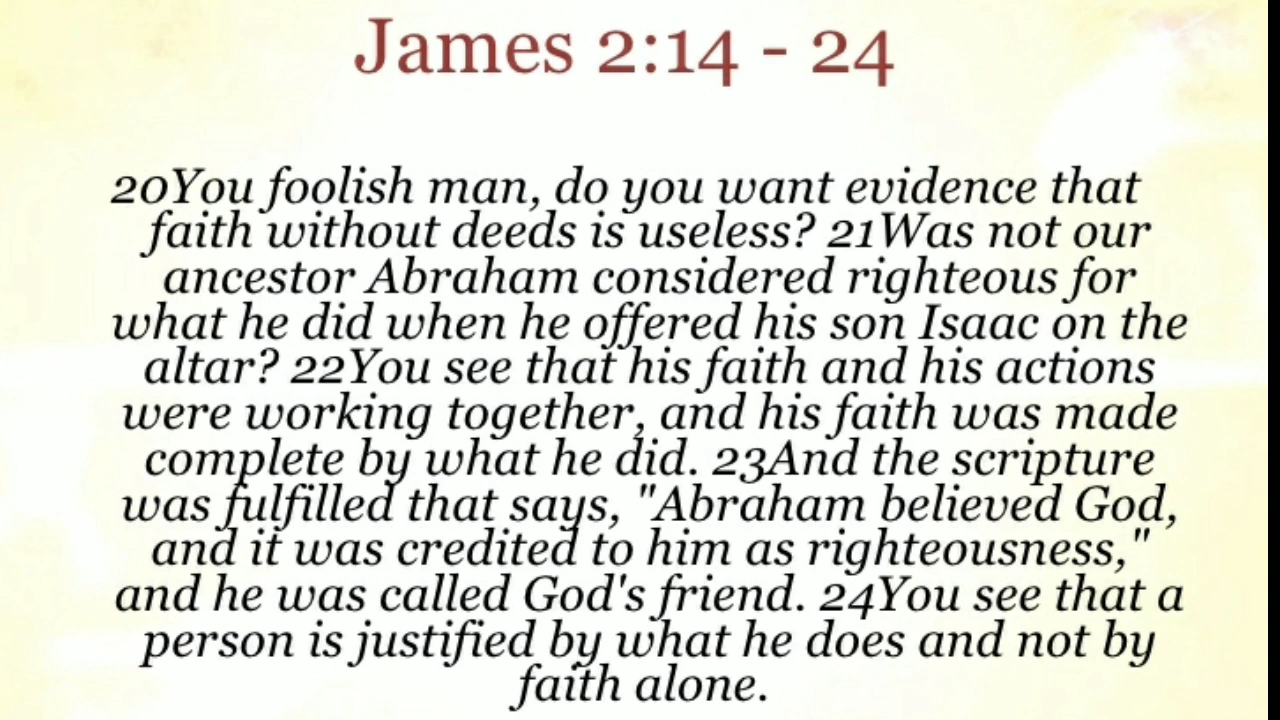 James 2:14 - 24
20You foolish man, do you want evidence that
faith without deeds is useless? 21Was not our
ancestor Abraham considered righteous for
what he did when he offered his son Isaac on the
altar? 22You see that his faith and his actions
were working together, and his faith was made
complete by what he did. 23And the scripture
was fulfilled that says, "Abraham believed God,
and it was credited to him as righteousness,"
and he was called God's friend. 24You see that a
person is justified by what he does and not by
faith alone.